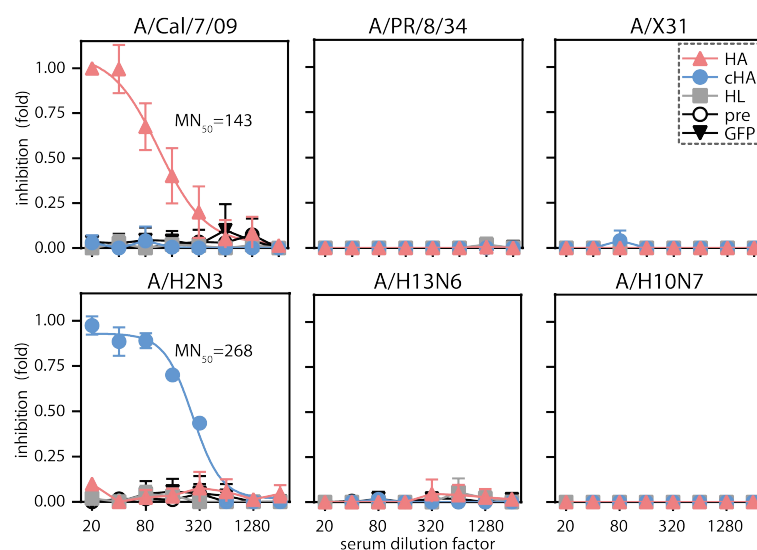 A/Cal/7/09
A/PR/8/34
A/X31
HA
cHA
HL
pre
GFP
inhibition (fold)
1.00
0.75
0.50
0.25
0.00
MN50=143
A/H2N3
A/H13N6
A/H10N7
inhibition (fold)
1.00
0.75
0.50
0.25
0.00
MN50=268
20 80 320 1280
20 80 320 1280
20 80 320 1280
serum dilution factor